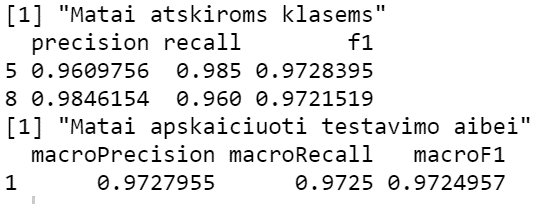 [1] "Matai atskiroms klasems"
precision recall f1
5 0.9609756 0.985 0.9728395
8 0.9846154 0.960 0.9721519
[1] "Matai apskaiciuoti testavimo aibei"
macroPrecision macroRecall macroF1
1 0.9727955 0.9725 0.9724957